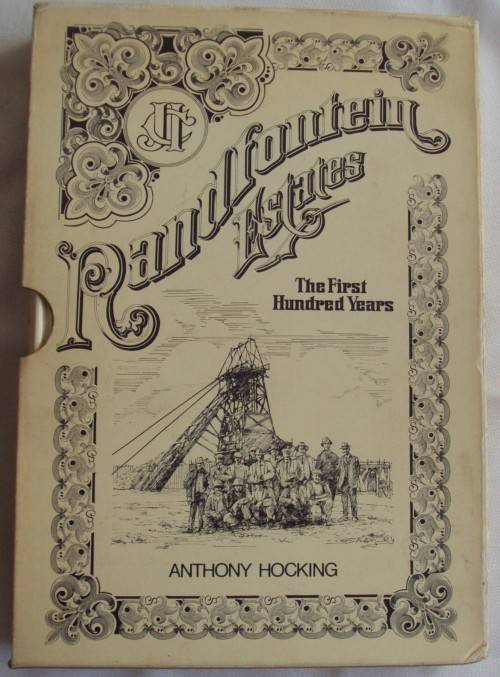 JCI
Randfontein
Estates
The First
Hundred Years
ANTHONY HOCKING